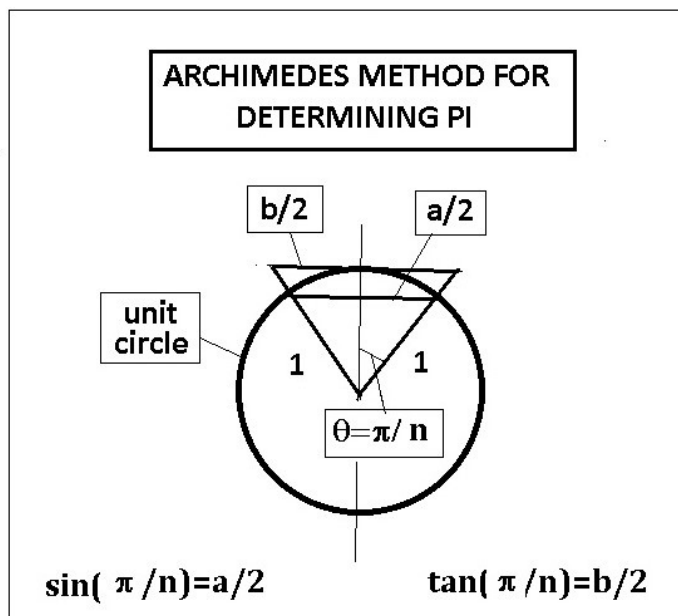 ARCHIMEDES METHOD FOR
DETERMINING PI
b/2
a/2
unit
circle
1
1
θ=π/ n
sin( π /n)=a/2
tan( π /n)=b/2